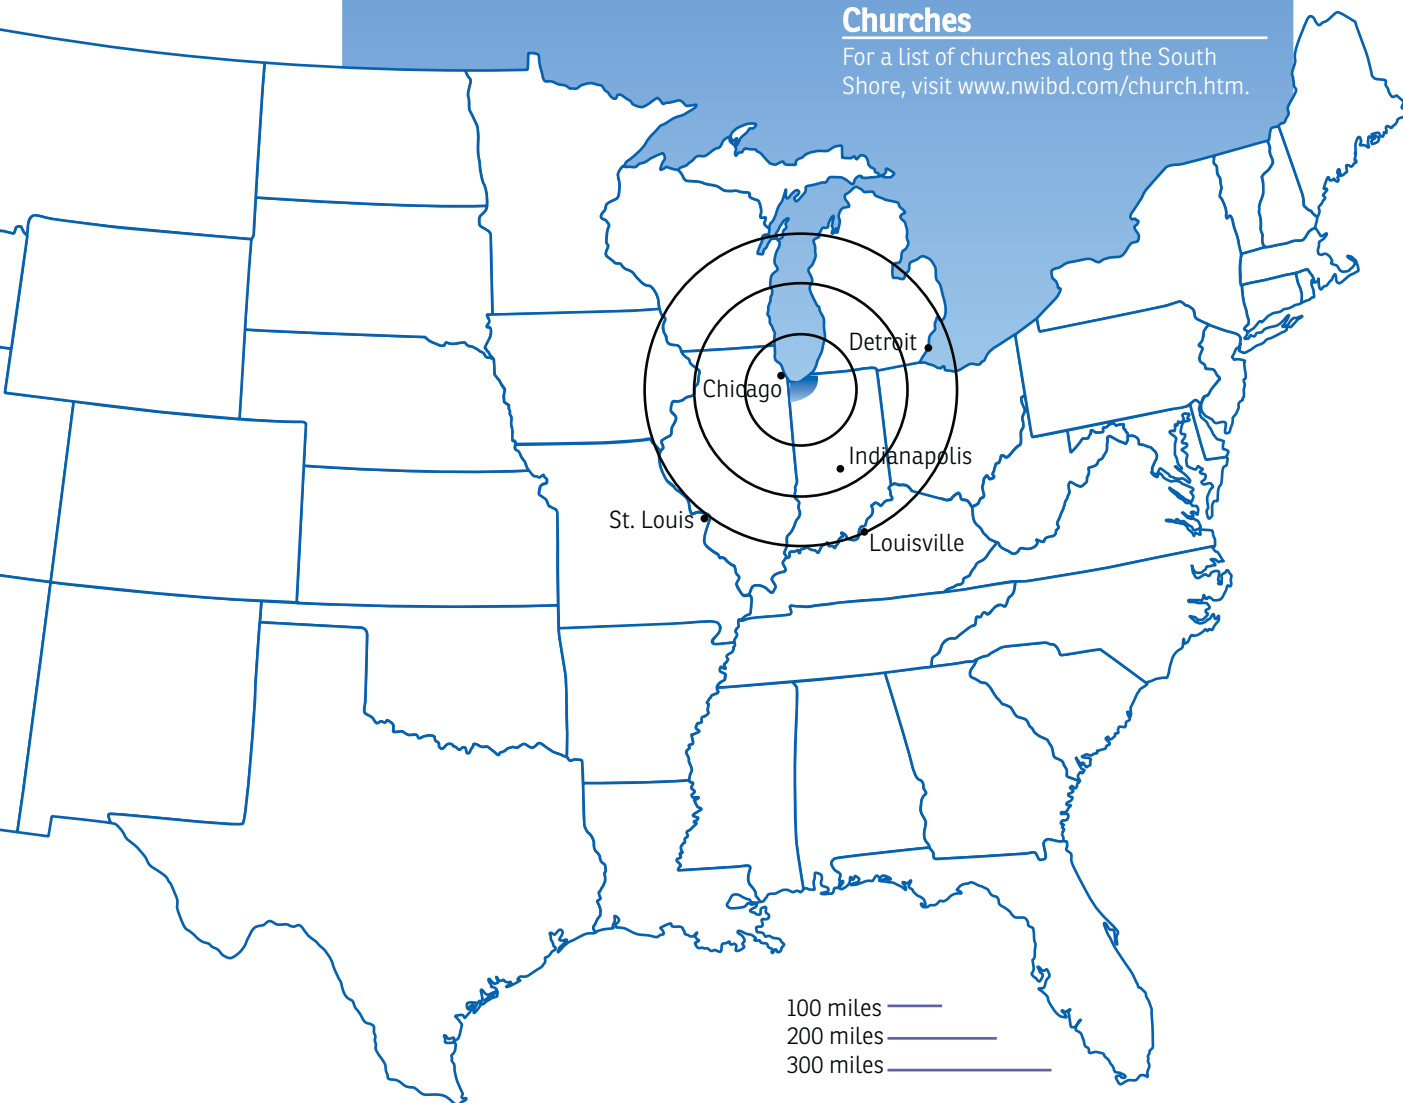 Churches
For a list of churches along the South
Shore, visit www.nwibd.com/church.htm.
Detroit
Chicago
Indianapolis
St. Louis
Louisville
100 miles
200 miles
300 miles